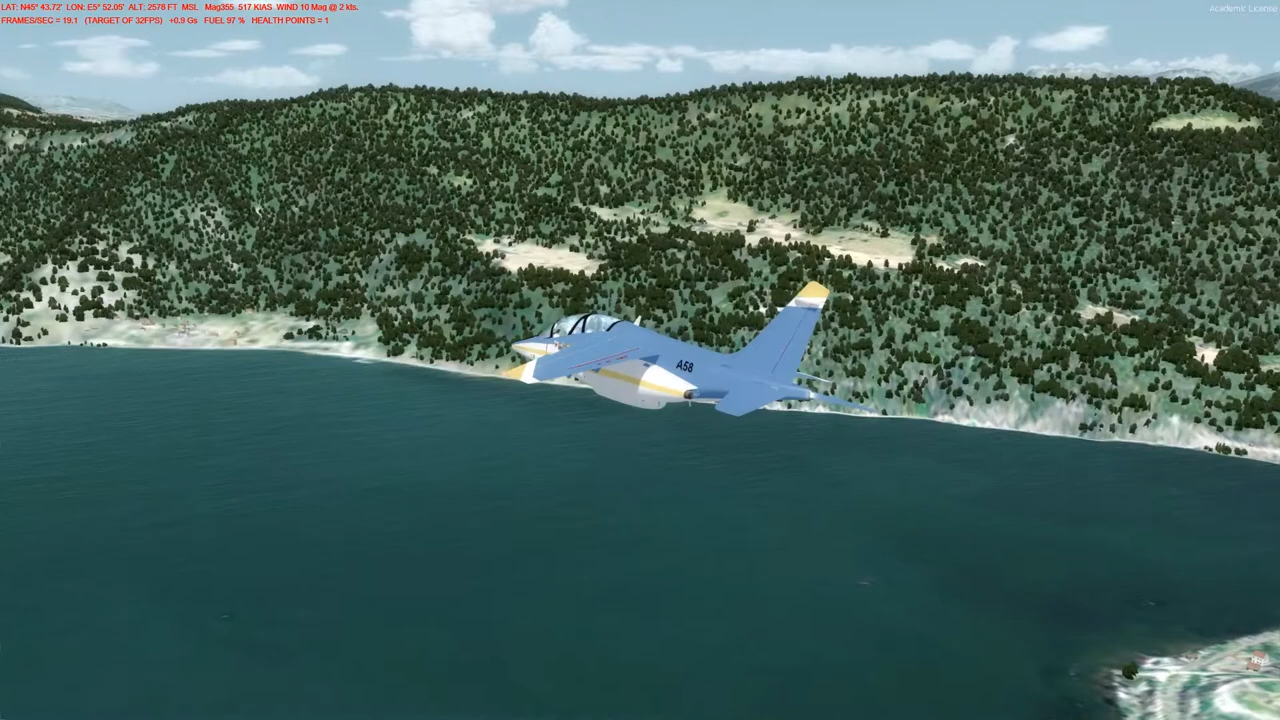 LAT: N45° 43.72' LON: E5° 52.05' ALT: 2578 FT MSL Mag355 517 KIAS WIND 10 Mag @ 2 kts.
Academic License
FRAMES/SEC = 19.1 (TARGET OF 32FPS) +0.9 Gs FUEL 97 % HEALTH POINTS = 1
A58